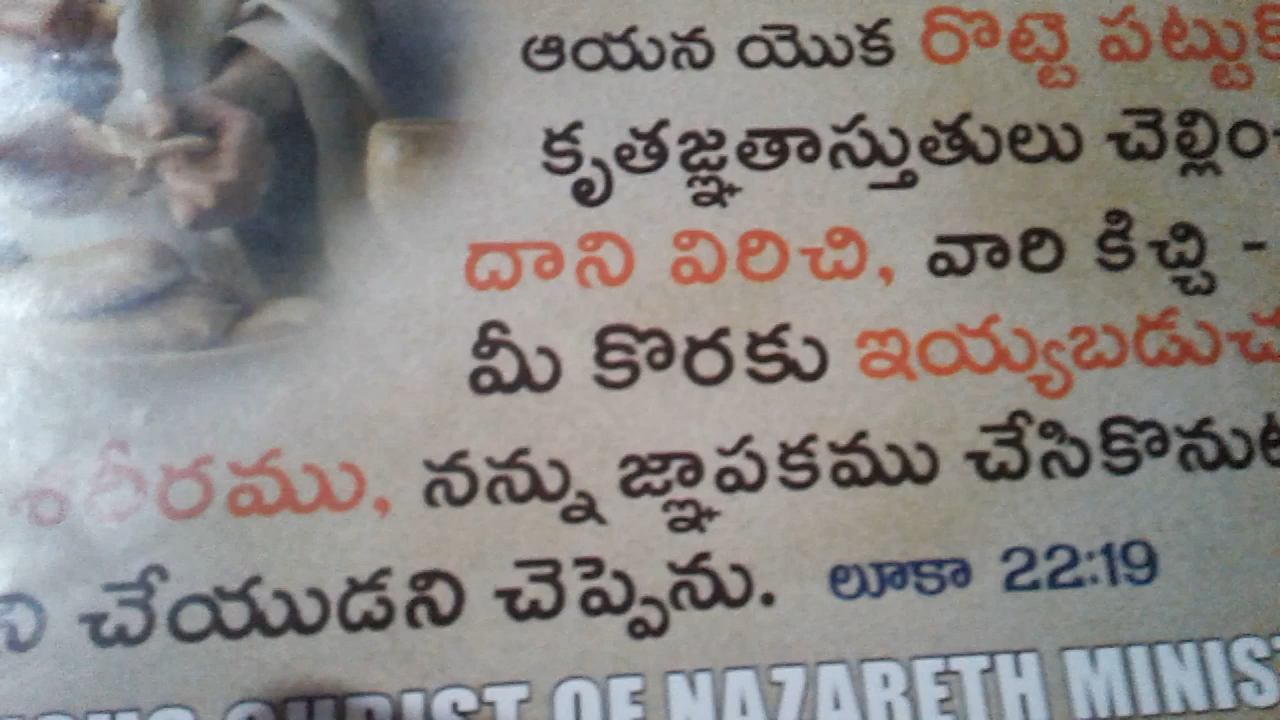 ఆయన యొక రొట్టె పట్టుక
కృతజ్ఞతాస్తుతులు చెల్లిం
దాని విరిచి, వారి కిచ్చి -
మీ కొరకు ఇయ్యబడుచ
శరీరము, నన్ను జ్ఞాపకము చేసికొనుట
ని చేయుడని చెప్పెను. లూకా 22:19
CHRIST OF NAZARETH MINIS